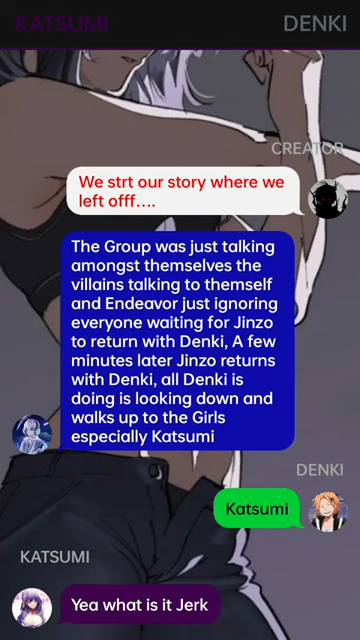 KATSUMI
DENKI
CREATOR
We strt our story where we
left offf....
The Group was just talking
amongst themselves the
villains talking to themself
and Endeavor just ignoring
everyone waiting for Jinzo
to return with Denki, A few
minutes later Jinzo returns
with Denki, all Denki is
doing is looking down and
walks up to the Girls
especially Katsumi
DENKI
Katsumi
KATSUMI
Yea what is it Jerk